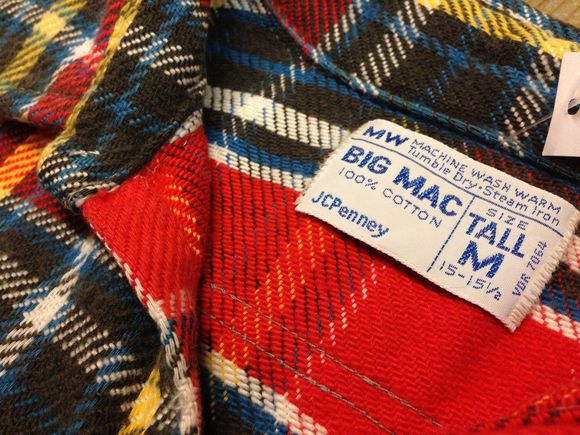 MW MACHINE WASH WARM
Tumble Dry·Steam iron
BIG MAC
100% COTTON
JCPenney
SIZE
TALL
M
15-15½
VDR 7964